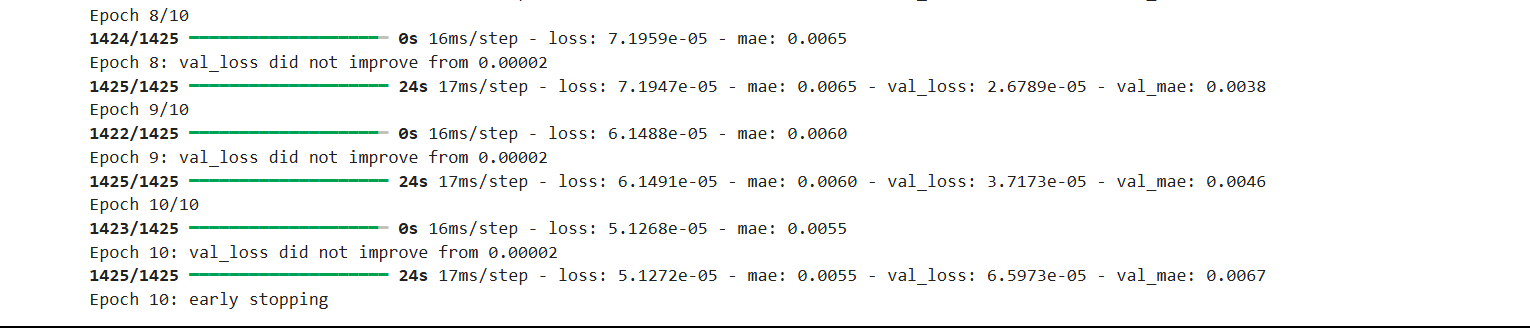 Epoch 8/10
1424/1425 0s 16ms/step - loss: 7.1959e-05 - mae: 0.0065
Epoch 8: val_loss did not improve from 0.00002
1425/1425 24s 17ms/step - loss: 7.1947e-05 - mae: 0.0065 - val_loss: 2.6789e-05 - val_mae: 0.0038
Epoch 9/10
1422/1425 0s 16ms/step - loss: 6.1488e-05 - mae: 0.0060
Epoch 9: val_loss did not improve from 0.00002
1425/1425 24s 17ms/step - loss: 6.1491e-05 - mae: 0.0060 - val_loss: 3.7173e-05 - val_mae: 0.0046
Epoch 10/10
1423/1425 0s 16ms/step - loss: 5.1268e-05 - mae: 0.0055
Epoch 10: val_loss did not improve from 0.00002
1425/1425 24s 17ms/step - loss: 5.1272e-05 - mae: 0.0055 - val_loss: 6.5973e-05 - val_mae: 0.0067
Epoch 10: early stopping